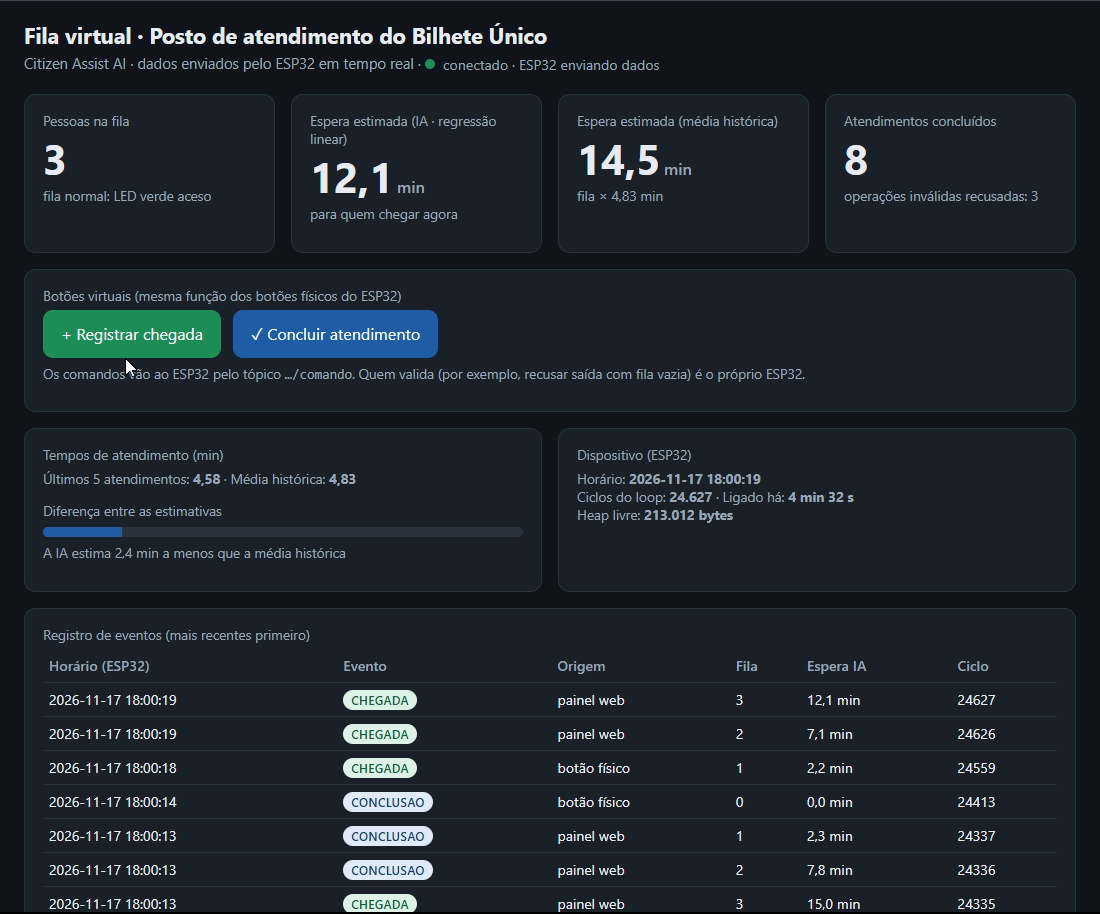 Fila virtual · Posto de atendimento do Bilhete Único
Citizen Assist AI · dados enviados pelo ESP32 em tempo real · conectado · ESP32 enviando dados
Pessoas na fila
3
fila normal: LED verde aceso
Espera estimada (IA · regressão
linear)
12,1 min
para quem chegar agora
Espera estimada (média histórica)
14,5 min
fila × 4,83 min
Atendimentos concluídos
8
operações inválidas recusadas: 3
Botões virtuais (mesma função dos botões físicos do ESP32)
+ Registrar chegada
✓ Concluir atendimento
Os comandos vão ao ESP32 pelo tópico …/comando. Quem valida (por exemplo, recusar saída com fila vazia) é o próprio ESP32.
Tempos de atendimento (min)
Últimos 5 atendimentos: 4,58 · Média histórica: 4,83
Diferença entre as estimativas
A IA estima 2,4 min a menos que a média histórica
Dispositivo (ESP32)
Horário: 2026-11-17 18:00:19
Ciclos do loop: 24.627 · Ligado há: 4 min 32 s
Heap livre: 213.012 bytes
Registro de eventos (mais recentes primeiro)
Horário (ESP32) Evento Origem Fila Espera IA Ciclo
2026-11-17 18:00:19 CHEGADA painel web 3 12,1 min 24627
2026-11-17 18:00:19 CHEGADA painel web 2 7,1 min 24626
2026-11-17 18:00:18 CHEGADA botão físico 1 2,2 min 24559
2026-11-17 18:00:14 CONCLUSAO botão físico 0 0,0 min 24413
2026-11-17 18:00:13 CONCLUSAO painel web 1 2,3 min 24337
2026-11-17 18:00:13 CONCLUSAO painel web 2 7,8 min 24336
2026-11-17 18:00:13 CHEGADA painel web 3 15,0 min 24335